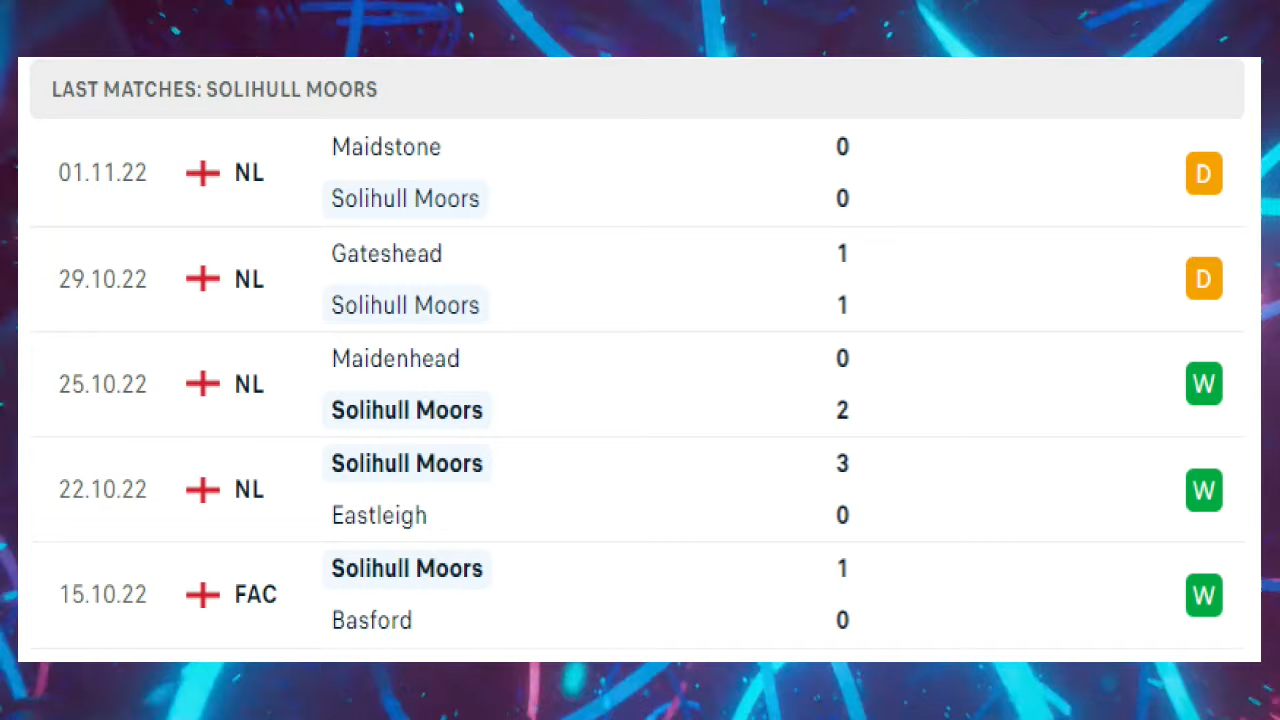 LAST MATCHES: SOLIHULL MOORS
01.11.22 NL Maidstone 0 D
Solihull Moors 0
29.10.22 NL Gateshead 1 D
Solihull Moors 1
25.10.22 NL Maidenhead 0 W
Solihull Moors 2
22.10.22 NL Solihull Moors 3 W
Eastleigh 0
15.10.22 FAC Solihull Moors 1 W
Basford 0